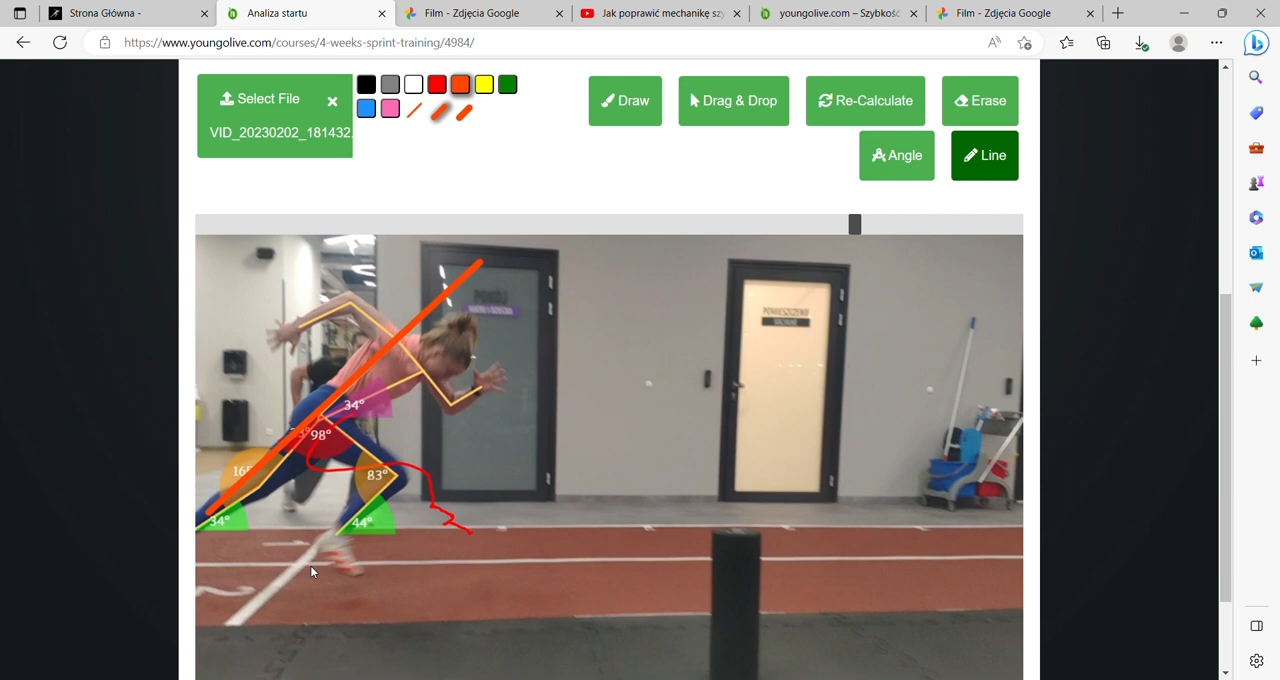 Strona Główna -
Analiza startu
Film - Zdjęcia Google
Jak poprawić mechanikę szy
youngolive.com – Szybkość
Film - Zdjęcia Google
https://www.youngolive.com/courses/4-weeks-sprint-training/4984/
Select File
VID_20230202_181432.
Draw
Drag & Drop
Re-Calculate
Erase
Angle
Line
POMIESZCZENIE
34°
98°
83°
34°
44°